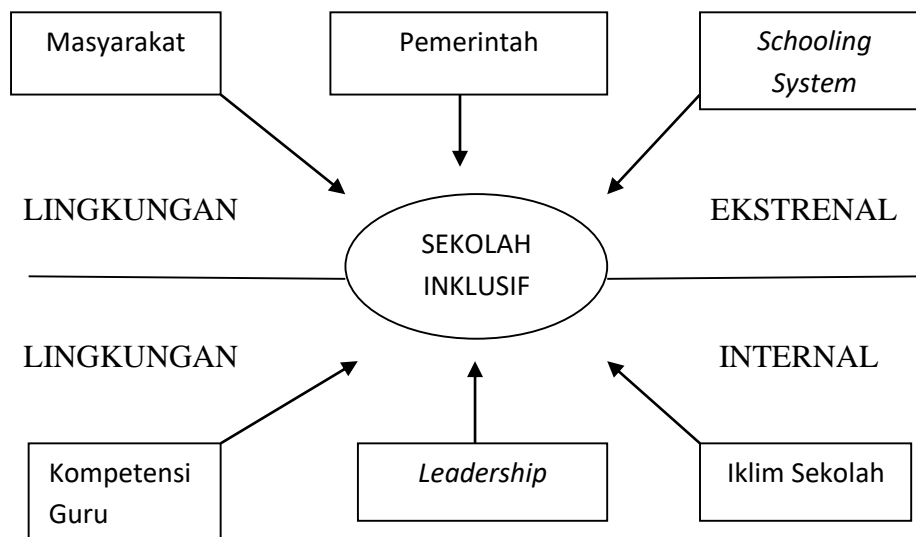 Masyarakat
Pemerintah
Schooling
System
LINGKUNGAN
EKSTRENAL
SEKOLAH
INKLUSIF
LINGKUNGAN
INTERNAL
Kompetensi
Guru
Leadership
Iklim Sekolah